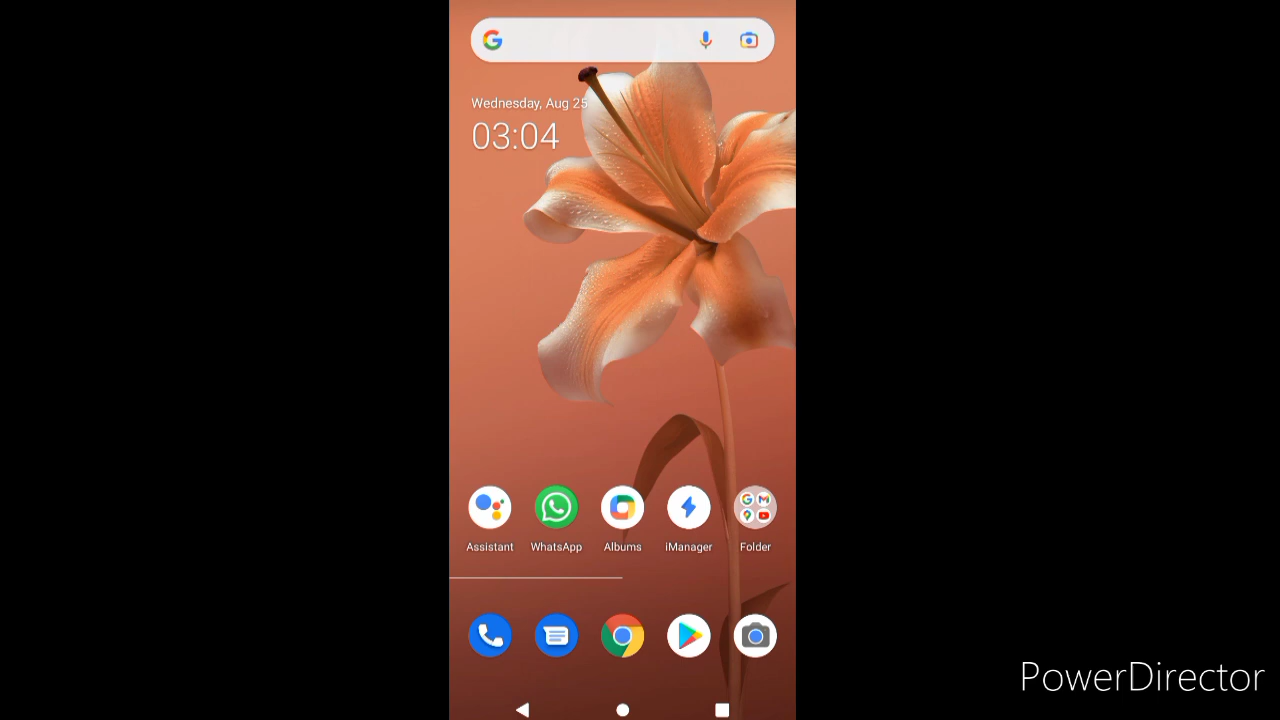 Wednesday, Aug 25
03:04
Assistant
WhatsApp
Albums
iManager
Folder
PowerDirector